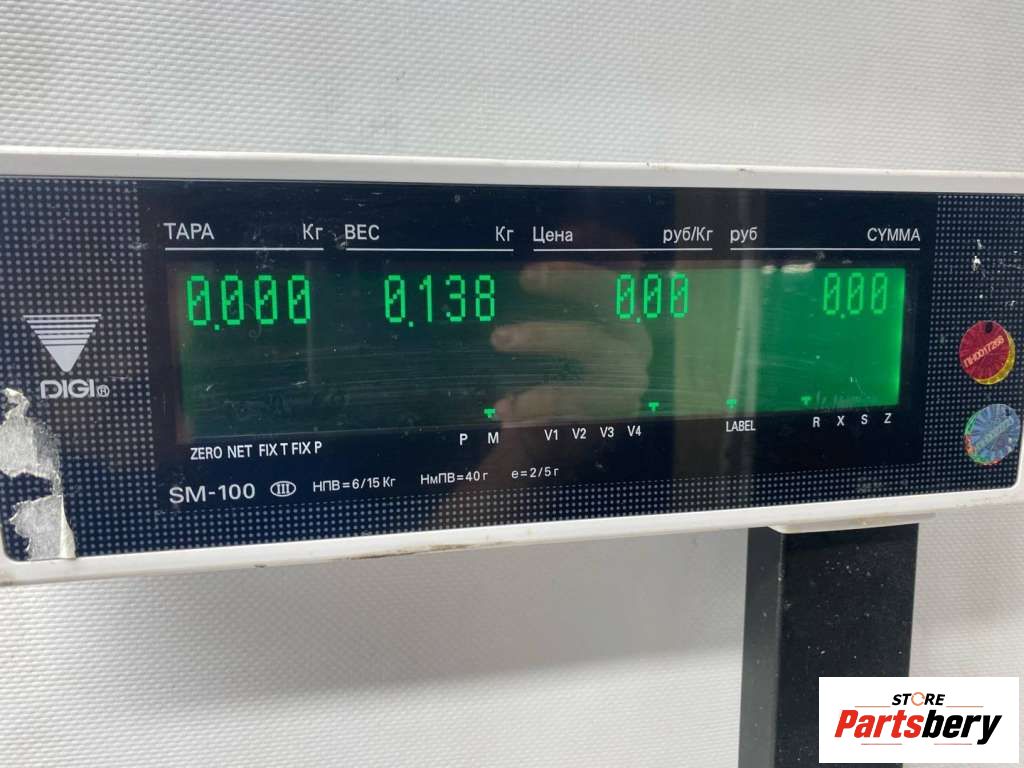 ТАРА Кг ВЕС Кг Цена руб/Кг руб СУММА
0.000 0.138 0.00 0.00
DIGI®
P M V1 V2 V3 V4 LABEL R X S Z
ZERO NET FIX T FIX P
SM-100 III НПВ=6/15 Кг НмПВ=40 г e=2/5 г
ПН0017268
STORE
Partsbery